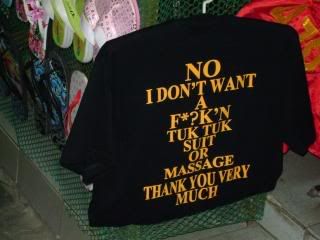 NO
I DON'T WANT
A
F*?K'N
TUK TUK
SUIT
OR
MASSAGE
THANK YOU VERY
MUCH